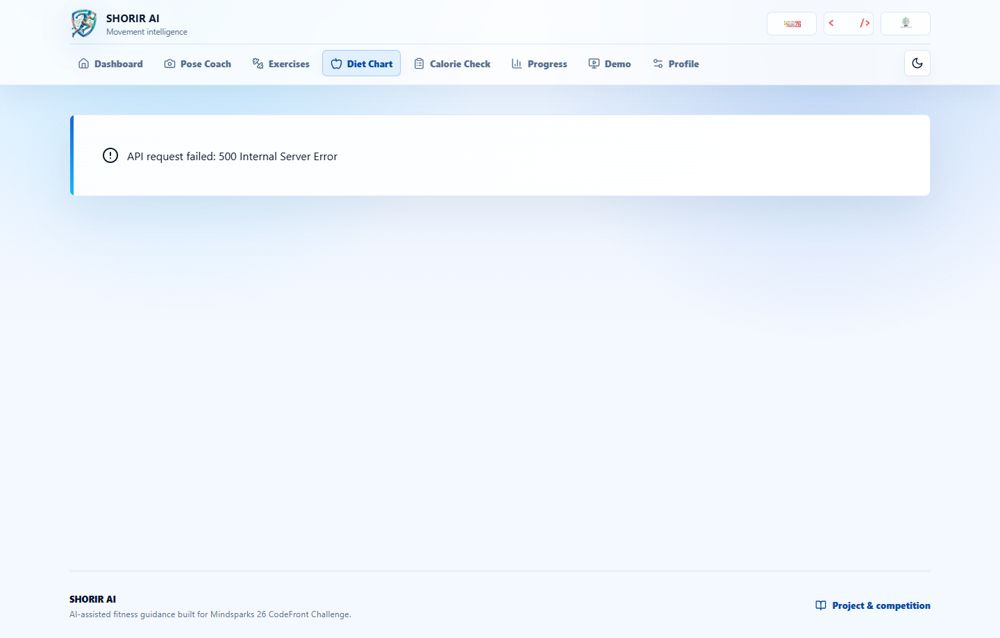 SHORIR AI
Movement intelligence
26
< />
Dashboard
Pose Coach
Exercises
Diet Chart
Calorie Check
Progress
Demo
Profile
API request failed: 500 Internal Server Error
SHORIR AI
AI-assisted fitness guidance built for Mindsparks 26 CodeFront Challenge.
Project & competition